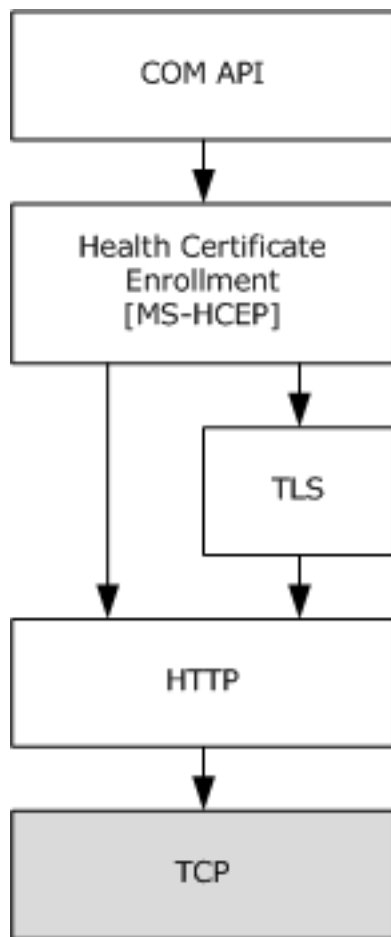 COM API
Health Certificate
Enrollment
[MS-HCEP]
TLS
HTTP
TCP